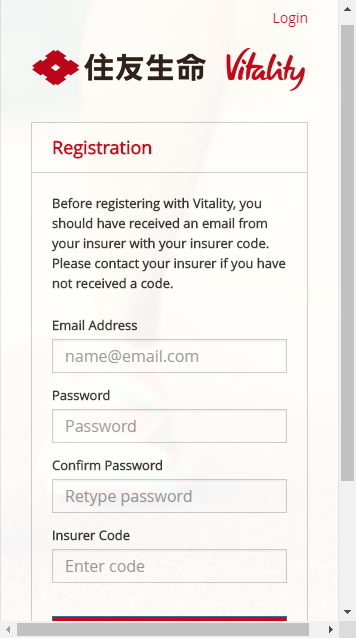 Login
住友生命 Vitality
Registration
Before registering with Vitality, you
should have received an email from
your insurer with your insurer code.
Please contact your insurer if you have
not received a code.
Email Address
name@email.com
Password
Password
Confirm Password
Retype password
Insurer Code
Enter code